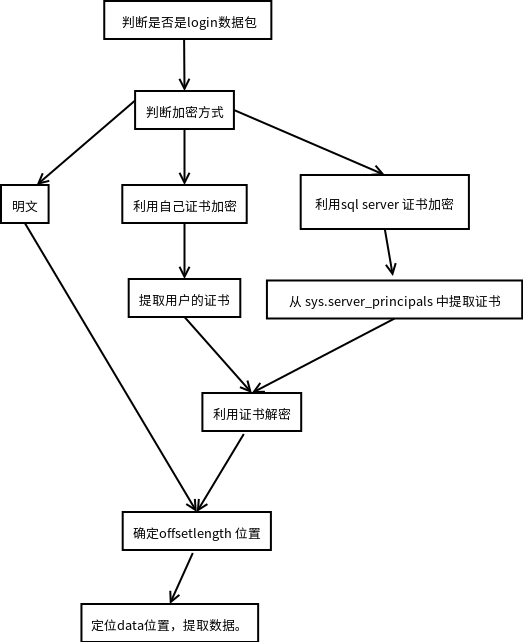 判断是否是login数据包
判断加密方式
明文
利用自己证书加密
利用sql server 证书加密
提取用户的证书
从 sys.server_principals 中提取证书
利用证书解密
确定offsetlength 位置
定位data位置，提取数据。